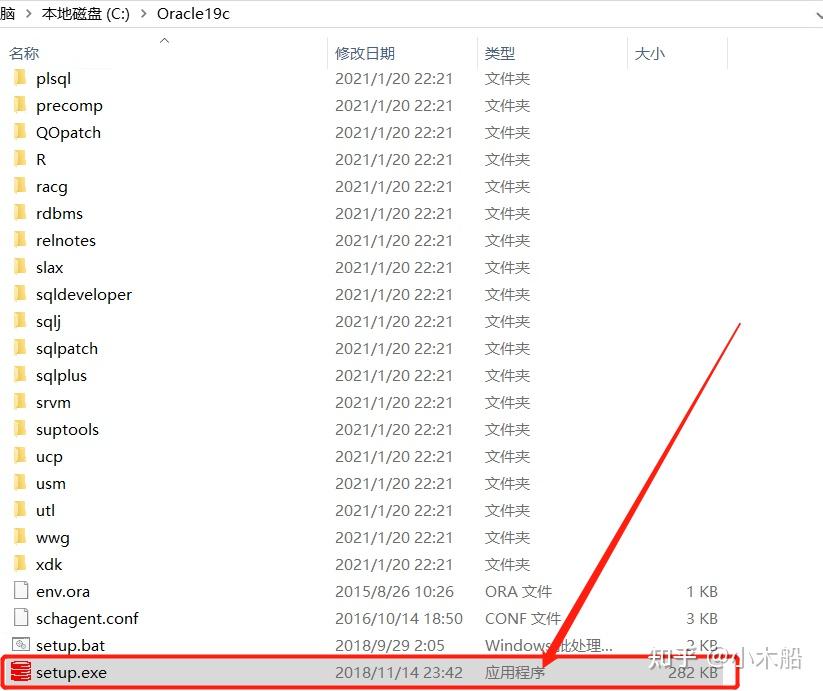 脑 > 本地磁盘 (C:) > Oracle19c
名称 修改日期 类型 大小
plsql 2021/1/20 22:21 文件夹
precomp 2021/1/20 22:21 文件夹
QOpatch 2021/1/20 22:21 文件夹
R 2021/1/20 22:21 文件夹
racg 2021/1/20 22:21 文件夹
rdbms 2021/1/20 22:21 文件夹
relnotes 2021/1/20 22:21 文件夹
slax 2021/1/20 22:21 文件夹
sqldeveloper 2021/1/20 22:21 文件夹
sqlj 2021/1/20 22:21 文件夹
sqlpatch 2021/1/20 22:21 文件夹
sqlplus 2021/1/20 22:21 文件夹
srvm 2021/1/20 22:21 文件夹
suptools 2021/1/20 22:21 文件夹
ucp 2021/1/20 22:21 文件夹
usm 2021/1/20 22:21 文件夹
utl 2021/1/20 22:21 文件夹
wwg 2021/1/20 22:21 文件夹
xdk 2021/1/20 22:21 文件夹
env.ora 2015/8/26 10:26 ORA 文件 1 KB
schagent.conf 2016/10/14 18:50 CONF 文件 3 KB
setup.bat 2018/9/29 2:05 Windows 批处理... 2 KB
setup.exe 2018/11/14 23:42 应用程序 282 KB
知乎 @小木船